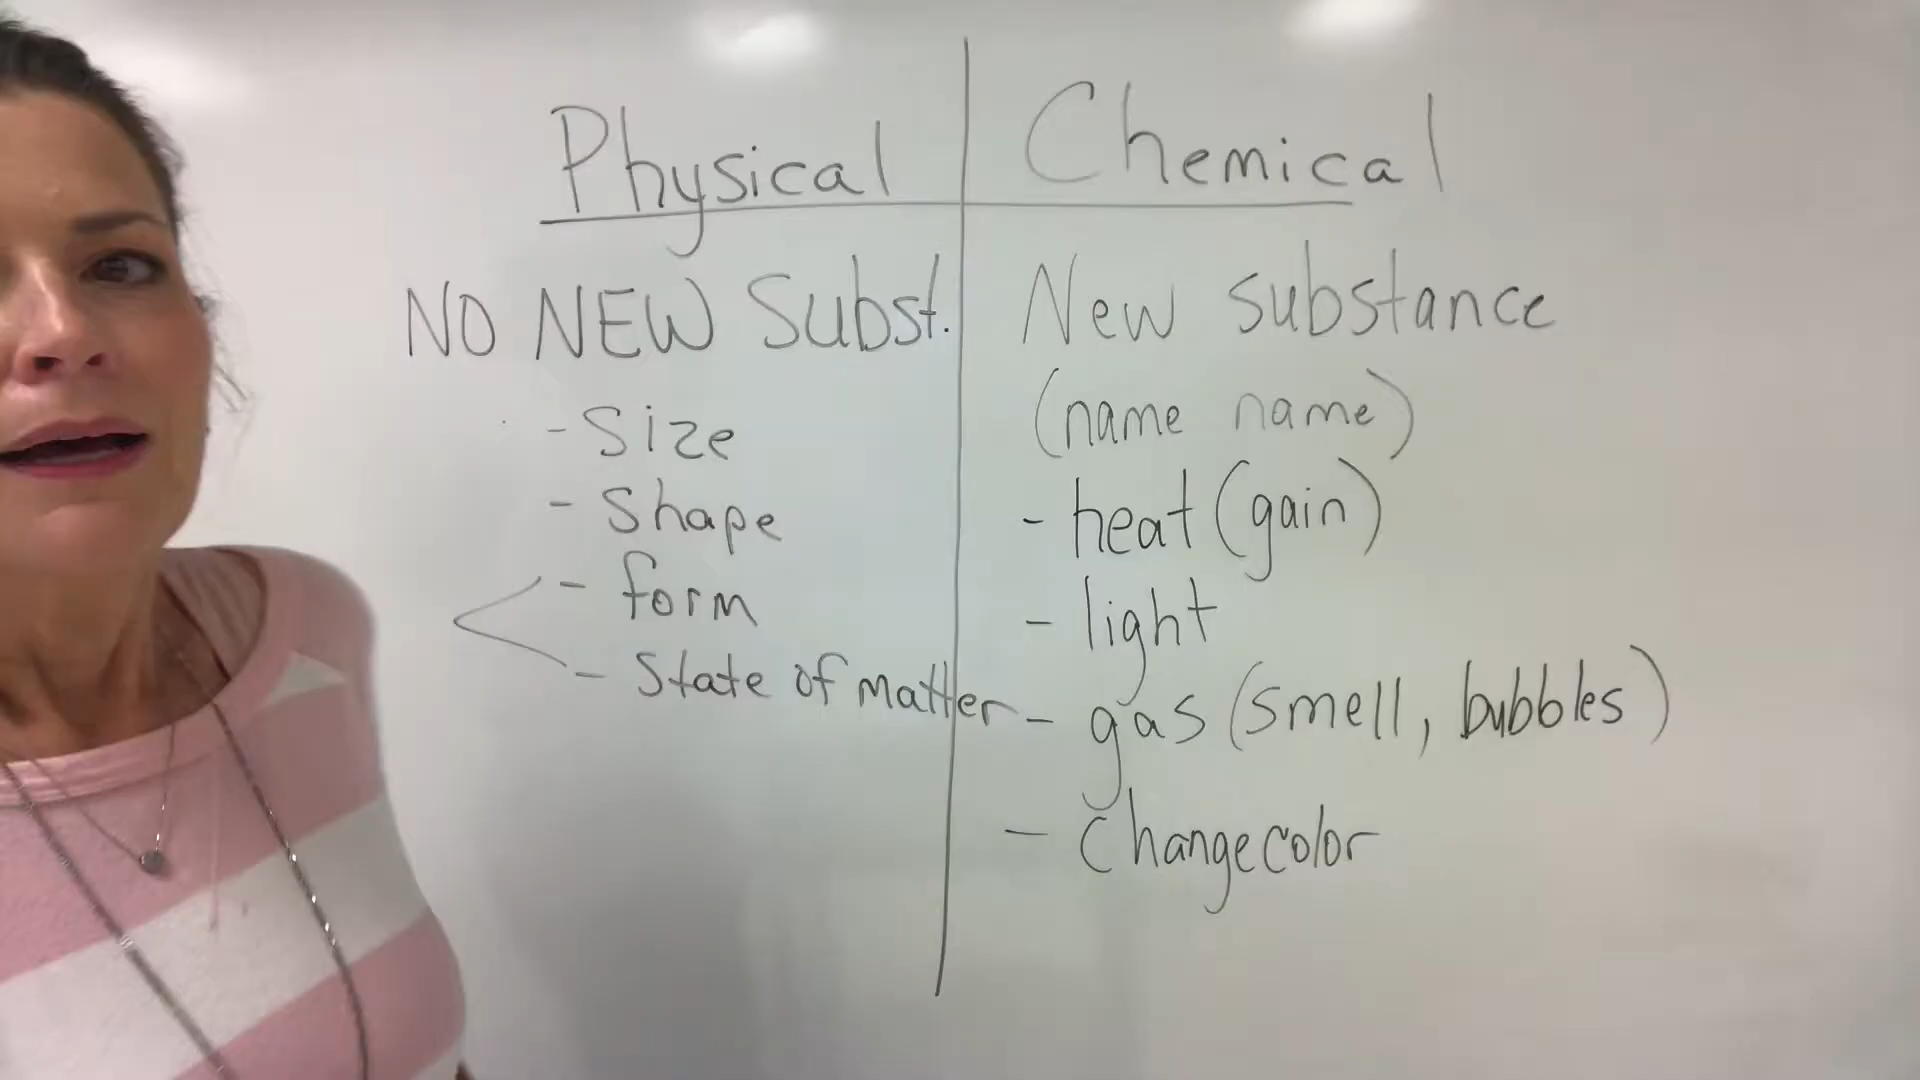 Physical
NO NEW Subst.
- Size
- Shape
- form
- State of matter
Chemical
New substance
(name name)
- heat (gain)
- light
- gas (smell, bubbles)
- Change color